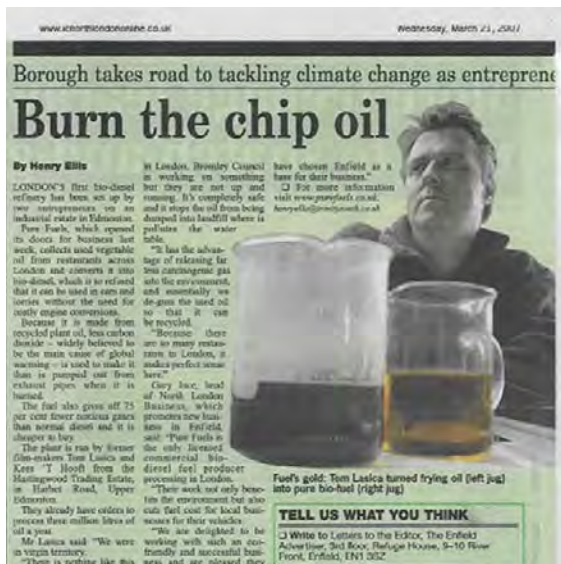 www.icnorthlondononline.co.uk
Wednesday, March 21, 2007
Borough takes road to tackling climate change as entreprene
Burn the chip oil
By Henry Ellis
LONDON'S first bio-diesel
refinery has been set up by
two entrepreneurs on an
industrial estate in Edmonton.
Pure Fuels, which opened
its doors for business last
week, collects used vegetable
oil from restaurants across
London and converts it into
bio-diesel, which is so refined
that it can be used in cars and
lorries without the need for
costly engine conversions.
Because it is made from
recycled plant oil, less carbon
dioxide – widely believed to
be the main cause of global
warming – is used to make it
than is pumped out from
exhaust pipes when it is
burned.
The fuel also gives off 75
per cent fewer noxious gases
than normal diesel and it is
cheaper to buy.
The plant is run by former
film-makers Tom Lasica and
Kees 'T Hooft from the
Hastingwood Trading Estate,
in Harbet Road, Upper
Edmonton.
They already have orders to
process three million litres of
oil a year.
Mr Lasica said: "We were
in virgin territory.
"There is nothing like this
in London. Bromley Council
is working on something
but they are not up and
running. It's completely safe
and it stops the oil from being
dumped into landfill where it
pollutes the water
table.
"It has the advan-
tage of releasing far
less carcinogenic gas
into the environment,
and essentially we
de-gum the used oil
so that it can
be recycled.
"Because there
are so many restau-
rants in London, it
makes perfect sense
here."
Gary Ince, head
of North London
Business, which
promotes new busi-
ness in Enfield,
said: "Pure Fuels is
the only licensed
commercial bio-
diesel fuel producer
processing in London.
"Their work not only bene-
fits the environment but also
cuts fuel cost for local busi-
nesses for their vehicles.
"We are delighted to be
working with such an eco-
friendly and successful busi-
ness and are pleased they
have chosen Enfield as a
base for their business."
❑ For more information
visit www.purefuels.co.uk.
Fuel's gold: Tom Lasica turned frying oil (left jug)
into pure bio-fuel (right jug)
TELL US WHAT YOU THINK
❑ Write to Letters to the Editor, The Enfield
Advertiser, 3rd floor, Refuge House, 9-10 River
Front, Enfield, EN1 3SZ